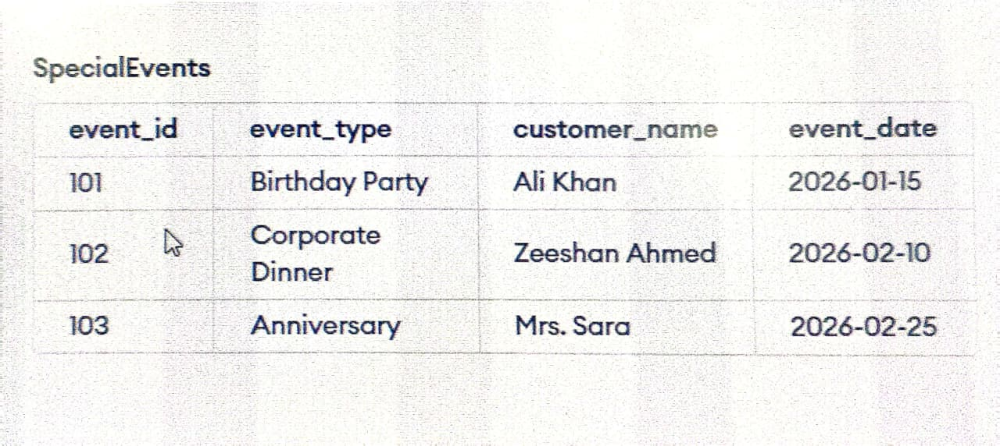 SpecialEvents
event_id event_type customer_name event_date
101 Birthday Party Ali Khan 2026-01-15
Corporate
102 Zeeshan Ahmed 2026-02-10
Dinner
103 Anniversary Mrs. Sara 2026-02-25